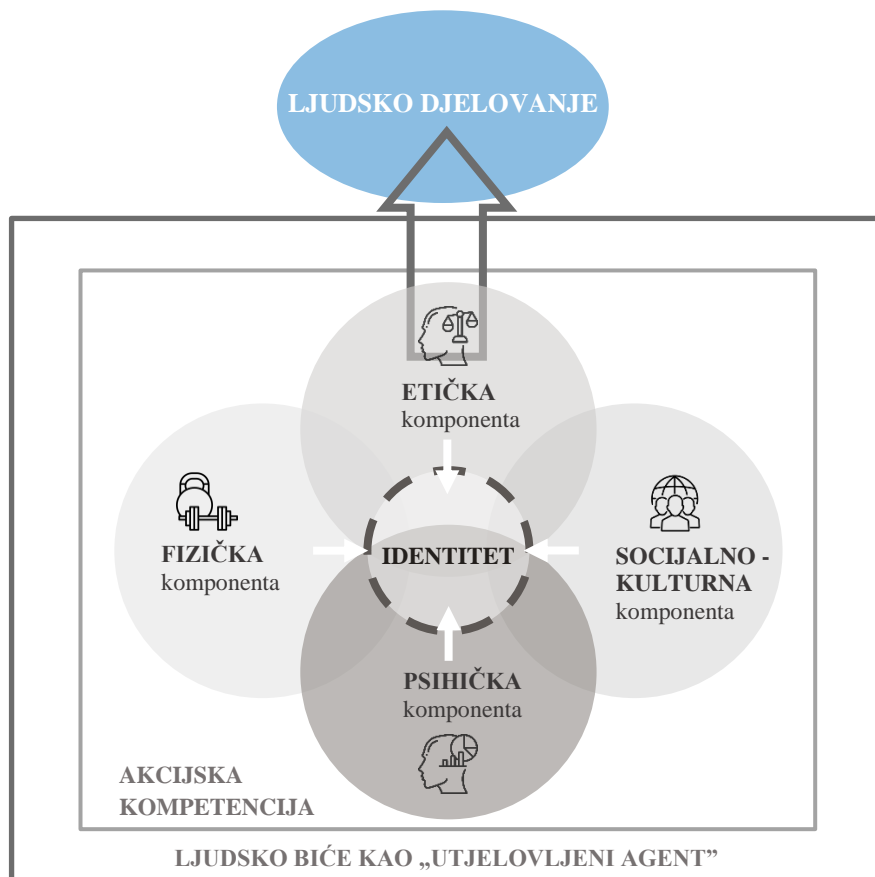 LJUDSKO DJELOVANJE
ETIČKA
komponenta
FIZIČKA
komponenta
IDENTITET
SOCIJALNO -
KULTURNA
komponenta
PSIHIČKA
komponenta
AKCIJSKA
KOMPETENCIJA
LJUDSKO BIĆE KAO „UTJELOVLJENI AGENT”